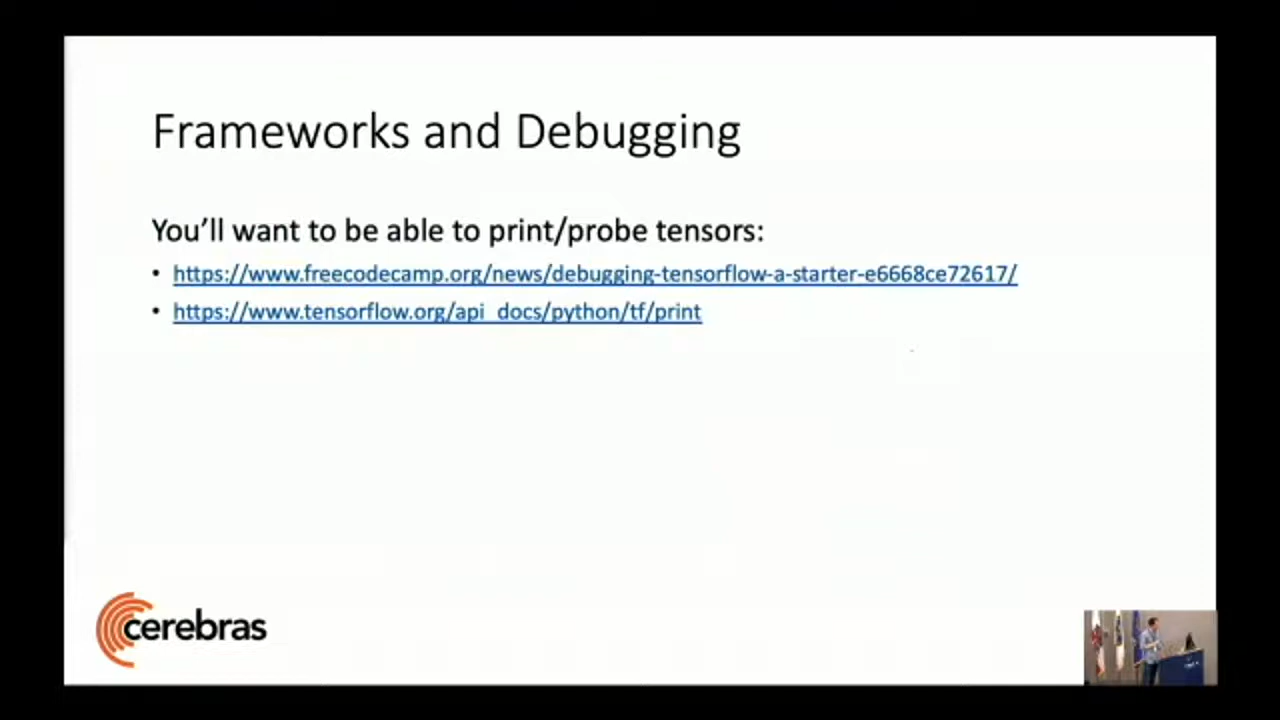 Frameworks and Debugging
You'll want to be able to print/probe tensors:
• https://www.freecodecamp.org/news/debugging-tensorflow-a-starter-e6668ce72617/
• https://www.tensorflow.org/api_docs/python/tf/print
cerebras